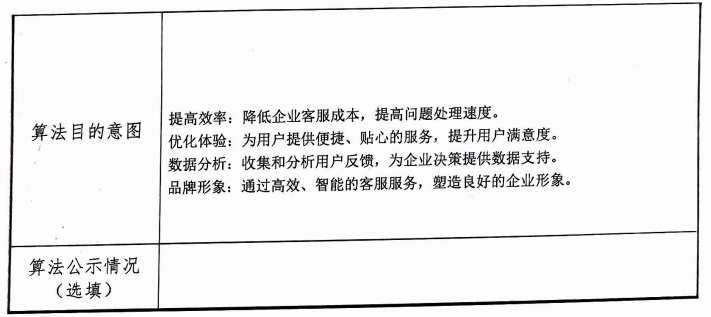 算法目的意图
提高效率：降低企业客服成本，提高问题处理速度。
优化体验：为用户提供便捷、贴心的服务，提升用户满意度。
数据分析：收集和分析用户反馈，为企业决策提供数据支持。
品牌形象：通过高效、智能的客服服务，塑造良好的企业形象。
算法公示情况
（选填）